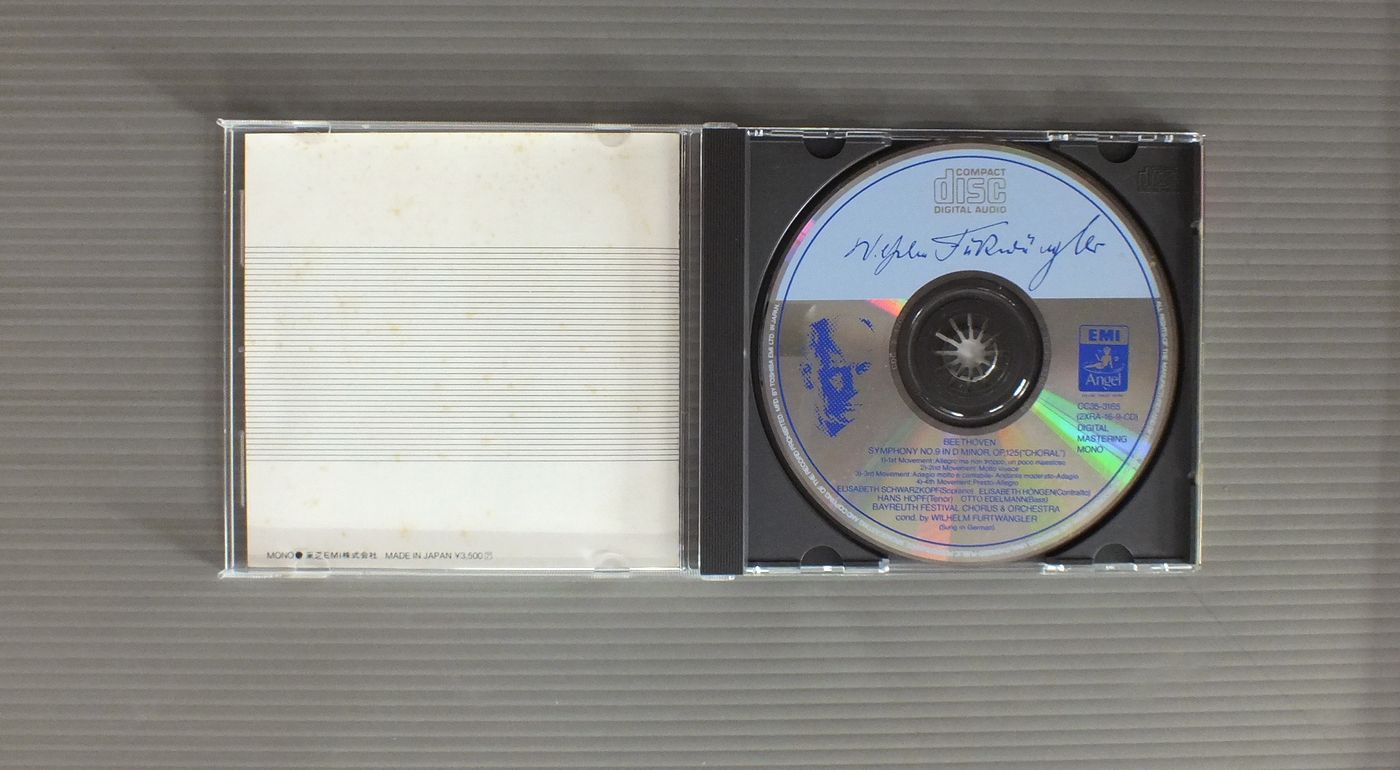 MONO● 東芝EMI株式会社 MADE IN JAPAN ¥3,500
COMPACT
disc
DIGITAL AUDIO
Wilhelm Furtwängler
EMI
Angel
CC35-3165
(2XRA-16-9-CD)
DIGITAL
MASTERING
MONO
BEETHOVEN
SYMPHONY NO.9 IN D MINOR, OP.125("CHORAL")
1)-1st Movement: Allegro ma non troppo, un poco maestoso
2)-2nd Movement: Molto vivace
3)-3rd Movement: Adagio molto e cantabile- Andante moderato-Adagio
4)-4th Movement: Presto-Allegro
ELISABETH SCHWARZKOPF(Soprano) ELISABETH HÖNGEN(Contralto)
HANS HOPF(Tenor) OTTO EDELMANN(Bass)
BAYREUTH FESTIVAL CHORUS & ORCHESTRA
cond. by WILHELM FURTWÄNGLER
(Sung in German)